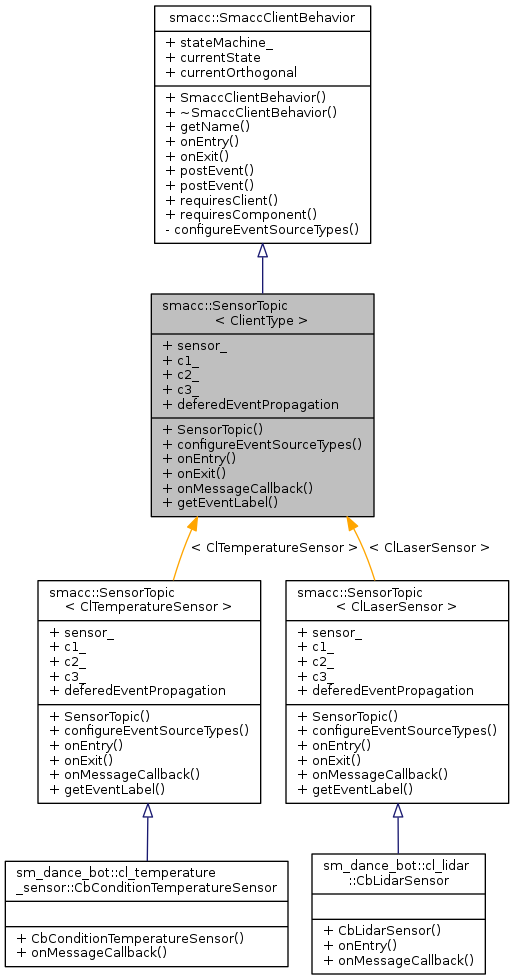 smacc::SmaccClientBehavior
+ stateMachine_
+ currentState
+ currentOrthogonal
+ SmaccClientBehavior()
+ ~SmaccClientBehavior()
+ getName()
+ onEntry()
+ onExit()
+ postEvent()
+ postEvent()
+ requiresClient()
+ requiresComponent()
- configureEventSourceTypes()
smacc::SensorTopic
< ClientType >
+ sensor_
+ c1_
+ c2_
+ c3_
+ deferedEventPropagation
+ SensorTopic()
+ configureEventSourceTypes()
+ onEntry()
+ onExit()
+ onMessageCallback()
+ getEventLabel()
< ClTemperatureSensor >
< ClLaserSensor >
smacc::SensorTopic
< ClTemperatureSensor >
+ sensor_
+ c1_
+ c2_
+ c3_
+ deferedEventPropagation
+ SensorTopic()
+ configureEventSourceTypes()
+ onEntry()
+ onExit()
+ onMessageCallback()
+ getEventLabel()
smacc::SensorTopic
< ClLaserSensor >
+ sensor_
+ c1_
+ c2_
+ c3_
+ deferedEventPropagation
+ SensorTopic()
+ configureEventSourceTypes()
+ onEntry()
+ onExit()
+ onMessageCallback()
+ getEventLabel()
sm_dance_bot::cl_temperature
_sensor::CbConditionTemperatureSensor
+ CbConditionTemperatureSensor()
+ onMessageCallback()
sm_dance_bot::cl_lidar
::CbLidarSensor
+ CbLidarSensor()
+ onEntry()
+ onMessageCallback()